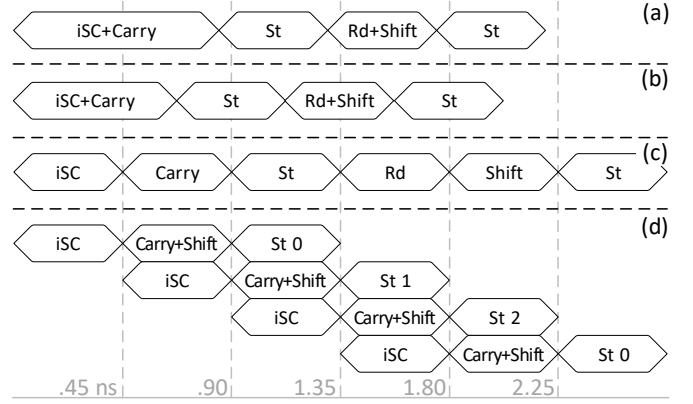 (a)
iSC+Carry St Rd+Shift St
(b)
iSC+Carry St Rd+Shift St
(c)
iSC Carry St Rd Shift St
(d)
iSC Carry+Shift St 0
iSC Carry+Shift St 1
iSC Carry+Shift St 2
iSC Carry+Shift St 0
.45 ns .90 1.35 1.80 2.25